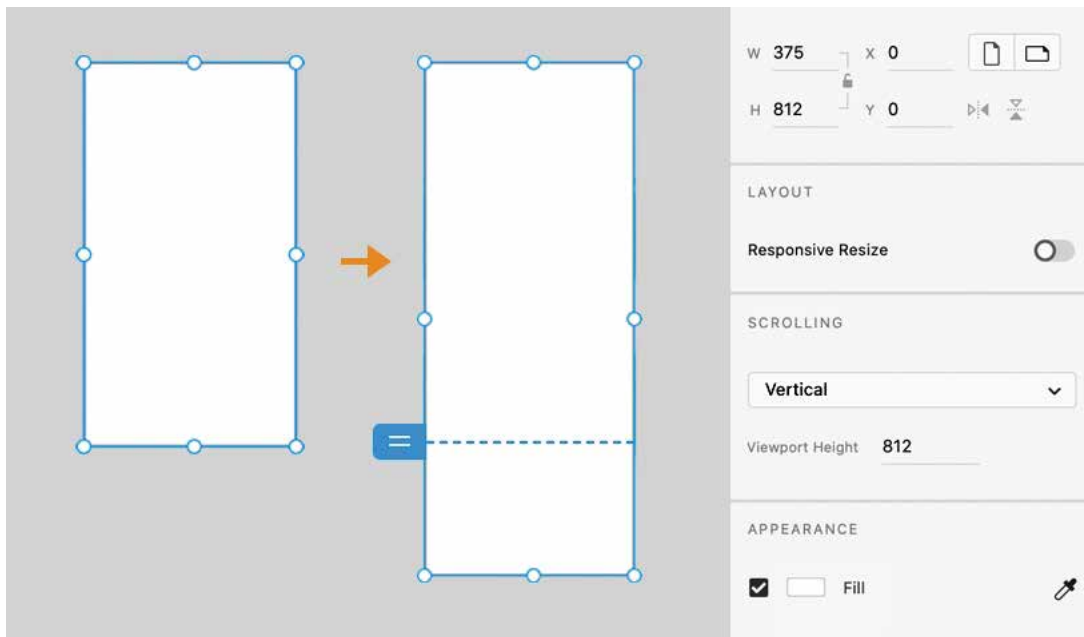 W 375 X 0
H 812 Y 0
LAYOUT
Responsive Resize
SCROLLING
Vertical
Viewport Height 812
APPEARANCE
Fill